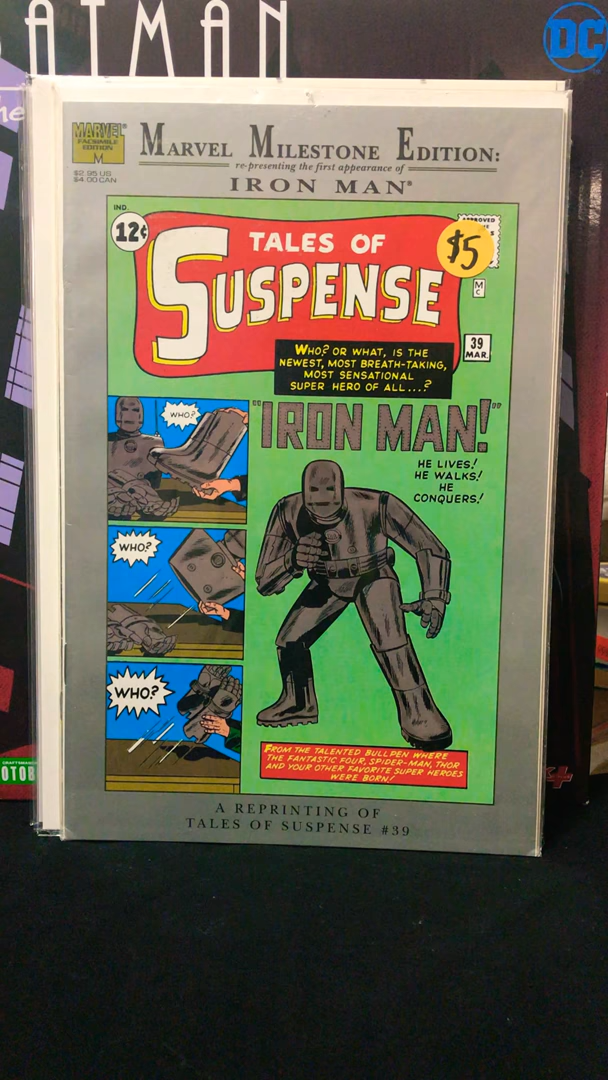 BATMAN
DC
he
MARVEL®
FACSIMILE
EDITION
M
$2.95 US
$4.00 CAN
MARVEL MILESTONE EDITION:
re-presenting the first appearance of
IRON MAN®
IND.
12¢
APPROVED
$5
TALES OF
SUSPENSE
M
C
39
MAR.
WHO? OR WHAT, IS THE
NEWEST, MOST BREATH-TAKING,
MOST SENSATIONAL
SUPER HERO OF ALL....?
"IRON MAN!"
HE LIVES!
HE WALKS!
HE
CONQUERS!
WHO?
WHO?
WHO?
FROM THE TALENTED BULLPEN WHERE
THE FANTASTIC FOUR, SPIDER-MAN, THOR
AND YOUR OTHER FAVORITE SUPER HEROES
WERE BORN!
A REPRINTING OF
TALES OF SUSPENSE #39
OTOB